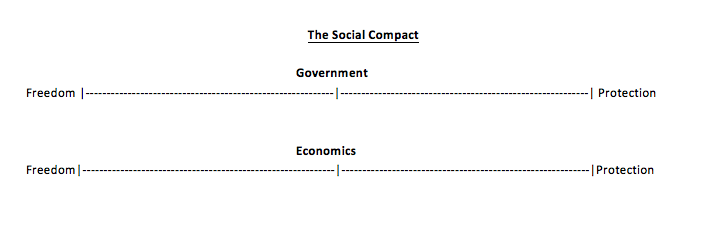 The Social Compact
Government
Freedom |----------------------------------------------------------|----------------------------------------------------------| Protection
Economics
Freedom|----------------------------------------------------------|----------------------------------------------------------|Protection